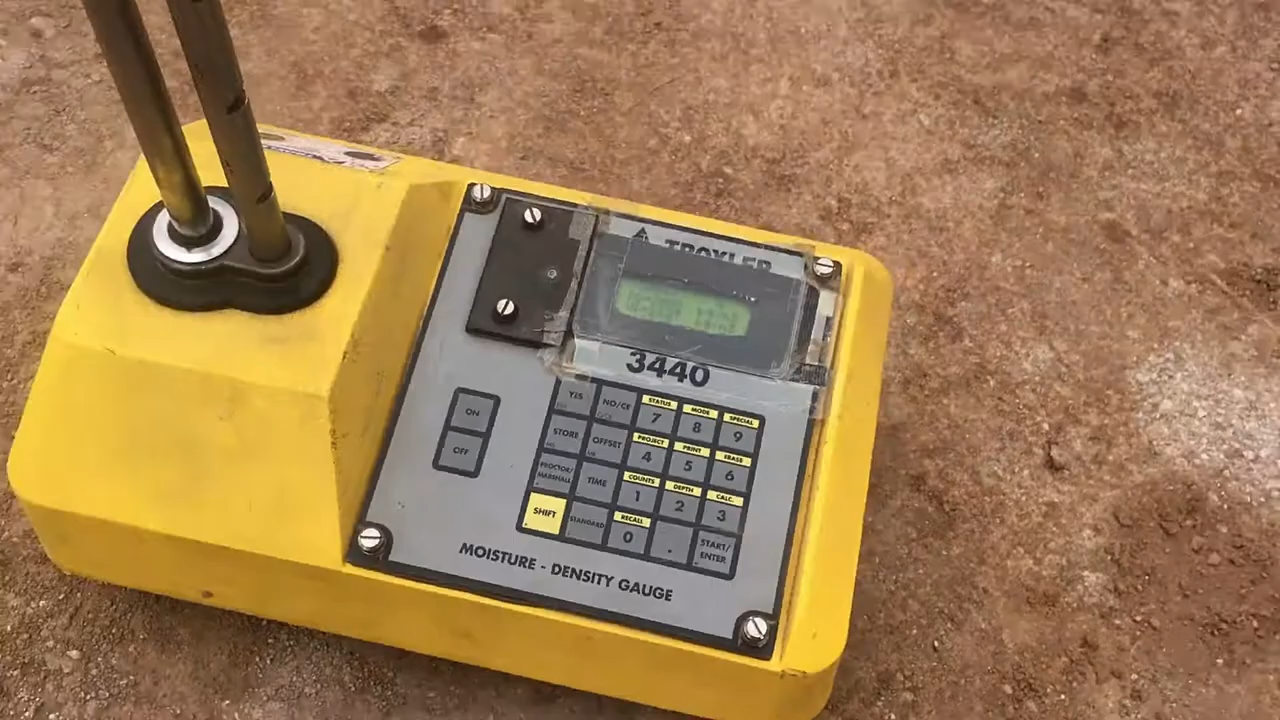 TROXLER
3440
ON
OFF
YES NO/CE STATUS 7 MODE 8 SPECIAL 9
STORE OFFSET PROJECT 4 PRINT 5 ERASE 6
PROCTOR/ MARSHALL TIME COUNTS 1 DEPTH 2 CALC. 3
SHIFT STANDARD RECALL 0 . START/ ENTER
MOISTURE - DENSITY GAUGE